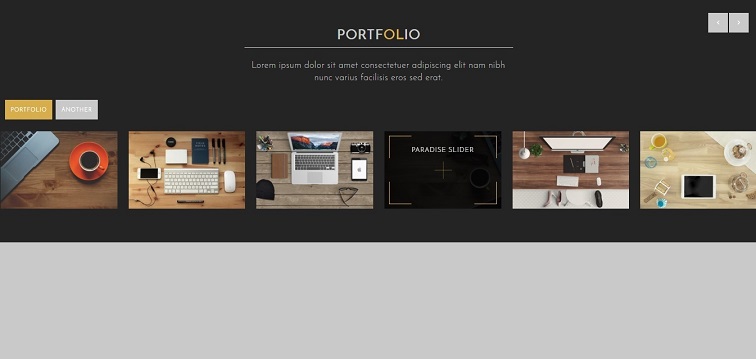 PORTFOLIO
Lorem ipsum dolor sit amet consectetuer adipiscing elit nam nibh
nunc varius facilisis eros sed erat.
PORTFOLIO
ANOTHER
PARADISE SLIDER